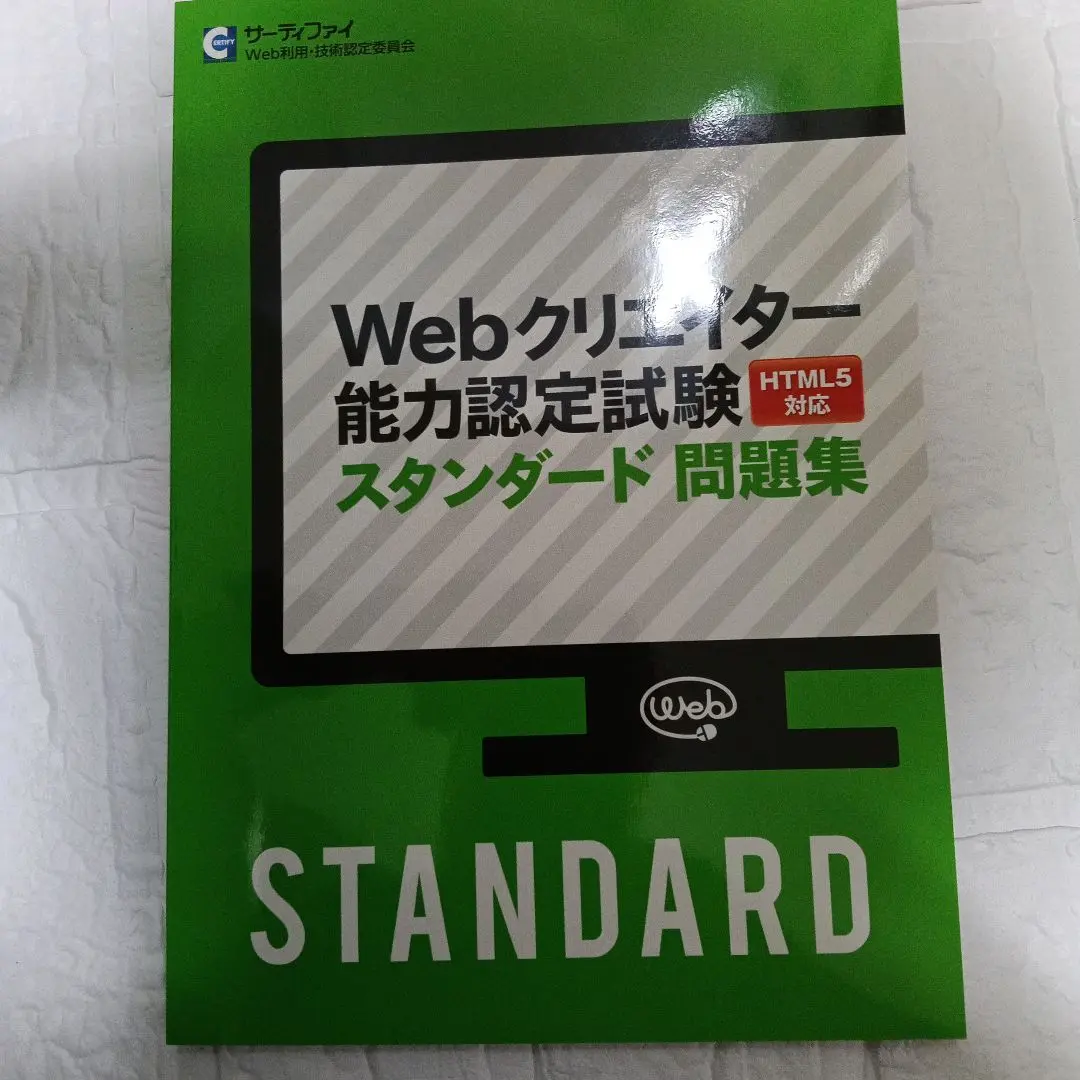 CERTIFY
サーティファイ
Web利用・技術認定委員会
Webクリエイター
能力認定試験
HTML5
対応
スタンダード 問題集
Web
STANDARD